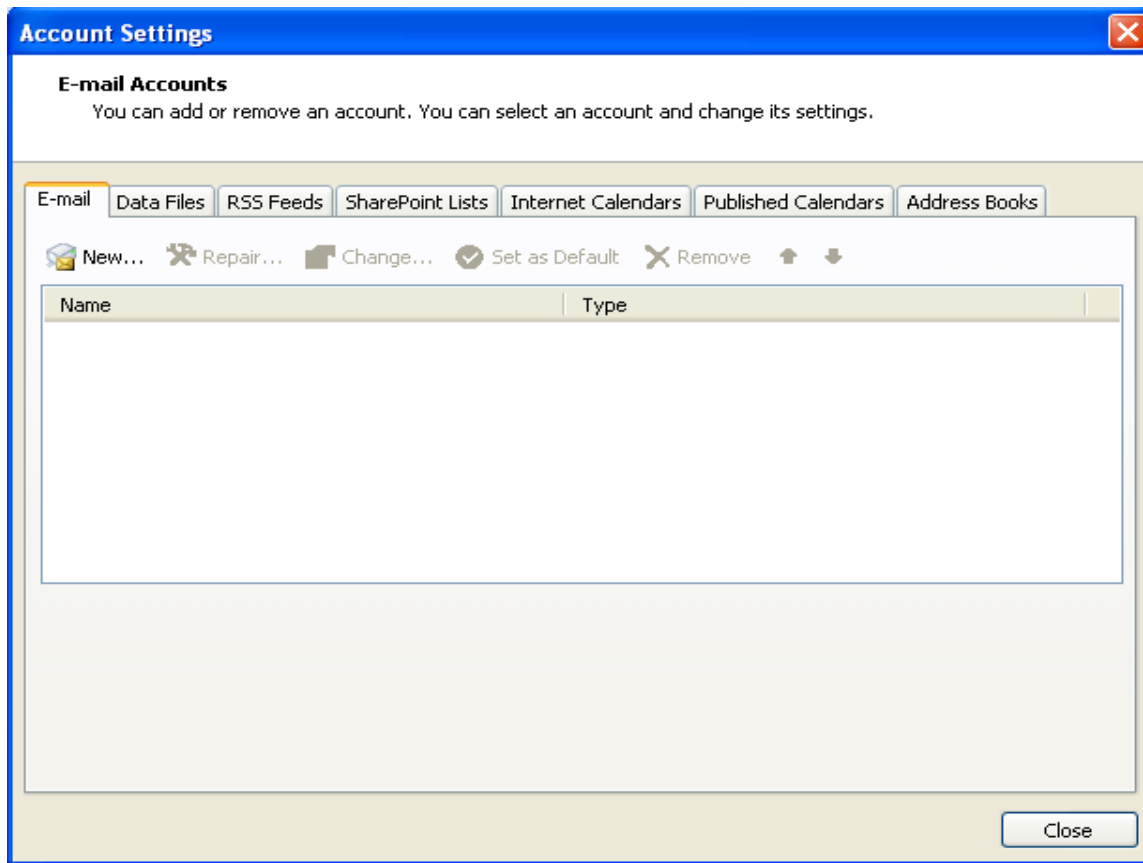 Account Settings
E-mail Accounts
You can add or remove an account. You can select an account and change its settings.
E-mail Data Files RSS Feeds SharePoint Lists Internet Calendars Published Calendars Address Books
New... Repair... Change... Set as Default Remove
Name Type
Close